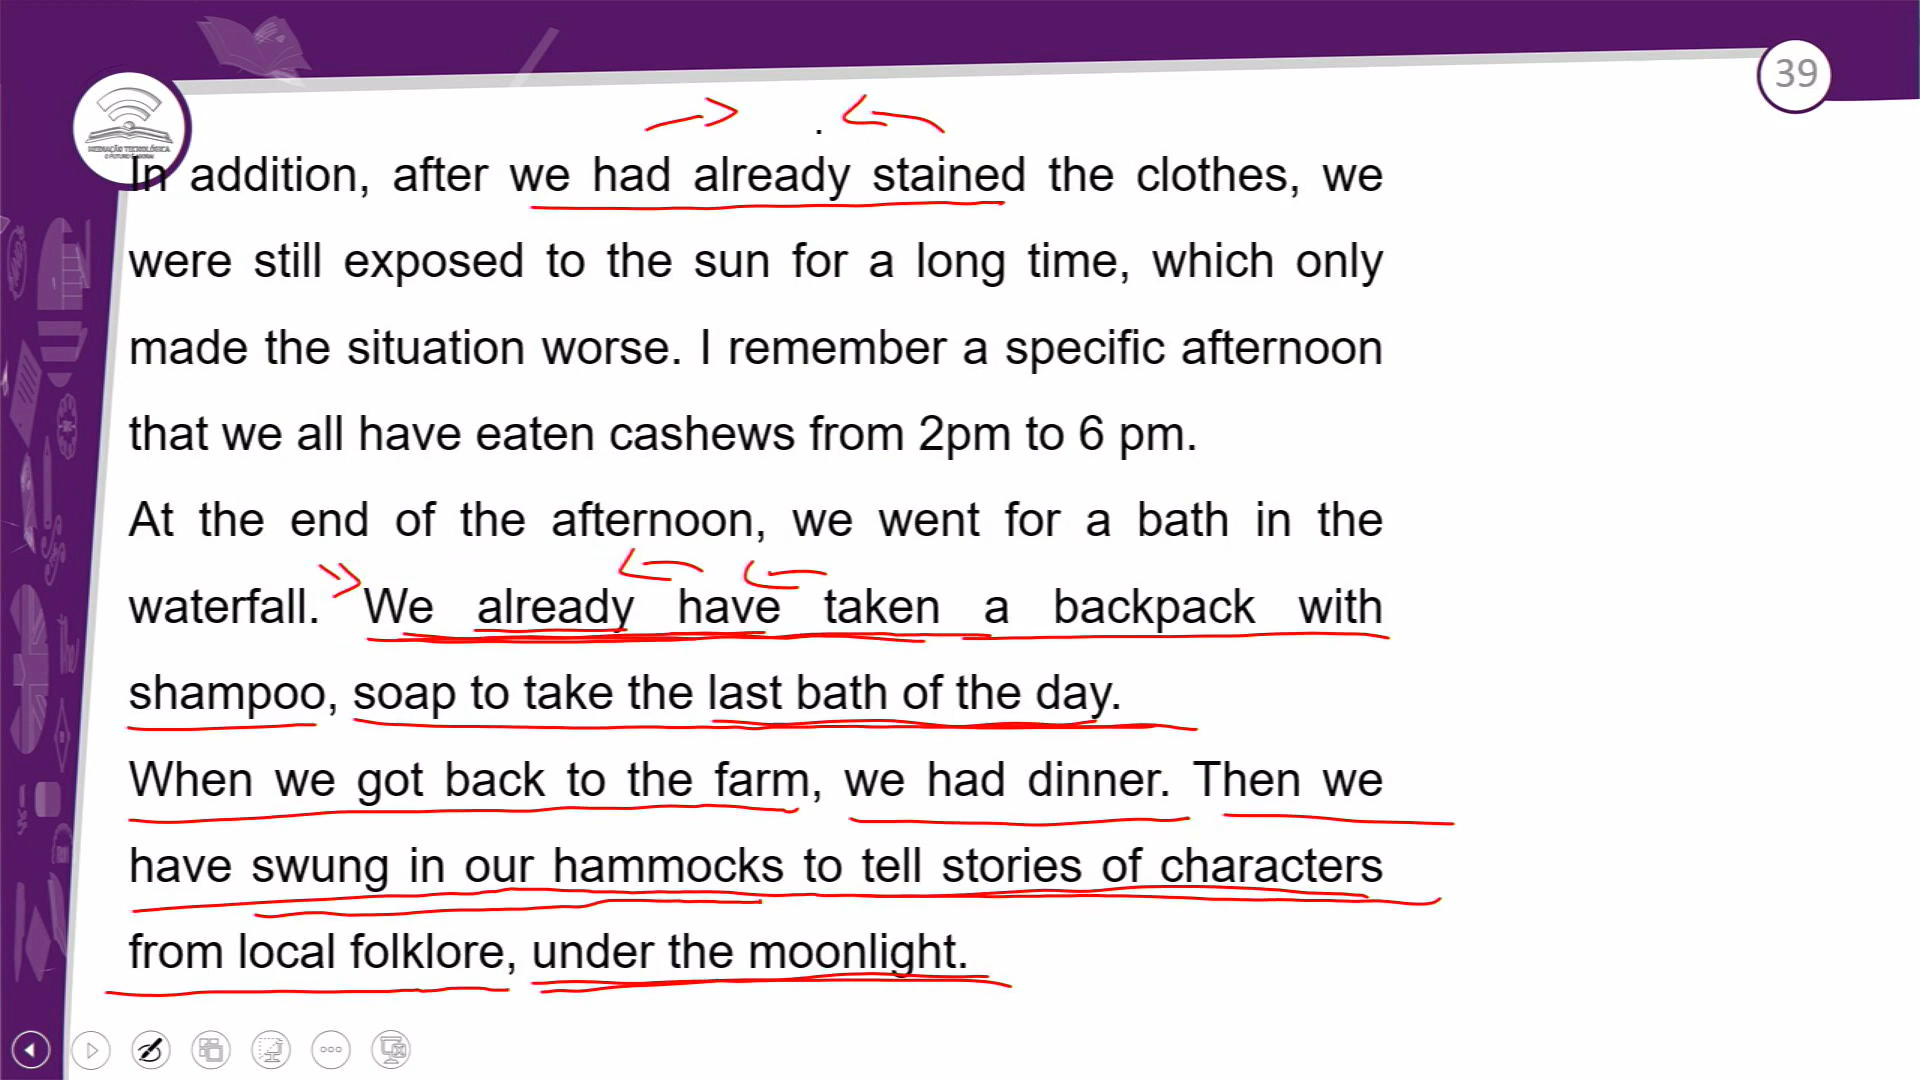 39
MEDIAÇÃO TECNOLÓGICA
In addition, after we had already stained the clothes, we
were still exposed to the sun for a long time, which only
made the situation worse. I remember a specific afternoon
that we all have eaten cashews from 2pm to 6 pm.
At the end of the afternoon, we went for a bath in the
waterfall. We already have taken a backpack with
shampoo, soap to take the last bath of the day.
When we got back to the farm, we had dinner. Then we
have swung in our hammocks to tell stories of characters
from local folklore, under the moonlight.